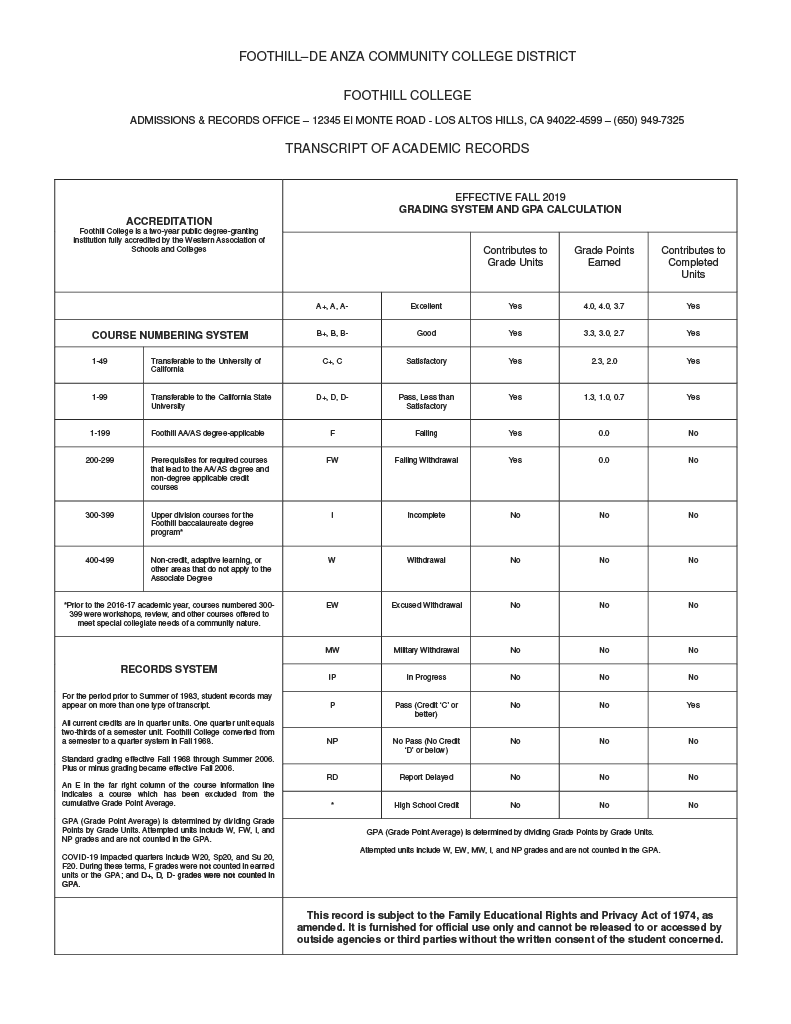 FOOTHILL–DE ANZA COMMUNITY COLLEGE DISTRICT
FOOTHILL COLLEGE
ADMISSIONS & RECORDS OFFICE – 12345 El MONTE ROAD - LOS ALTOS HILLS, CA 94022-4599 – (650) 949-7325
TRANSCRIPT OF ACADEMIC RECORDS
ACCREDITATION
Foothill College is a two-year public degree-granting
institution fully accredited by the Western Association of
Schools and Colleges
COURSE NUMBERING SYSTEM
1-49 Transferable to the University of
California
1-99 Transferable to the California State
University
1-199 Foothill AA/AS degree-applicable
200-299 Prerequisites for required courses
that lead to the AA/AS degree and
non-degree applicable credit
courses
300-399 Upper division courses for the
Foothill baccalaureate degree
program*
400-499 Non-credit, adaptive learning, or
other areas that do not apply to the
Associate Degree
*Prior to the 2016-17 academic year, courses numbered 300-
399 were workshops, review, and other courses offered to
meet special collegiate needs of a community nature.
RECORDS SYSTEM
For the period prior to Summer of 1983, student records may
appear on more than one type of transcript.
All current credits are in quarter units. One quarter unit equals
two-thirds of a semester unit. Foothill College converted from
a semester to a quarter system in Fall 1968.
Standard grading effective Fall 1968 through Summer 2006.
Plus or minus grading became effective Fall 2006.
An E in the far right column of the course information line
indicates a course which has been excluded from the
cumulative Grade Point Average.
GPA (Grade Point Average) is determined by dividing Grade
Points by Grade Units. Attempted units include W, FW, I, and
NP grades and are not counted in the GPA.
COVID-19 impacted quarters include W20, Sp20, and Su 20,
F20. During these terms, F grades were not counted in earned
units or the GPA; and D+, D, D- grades were not counted in
GPA.
EFFECTIVE FALL 2019
GRADING SYSTEM AND GPA CALCULATION
Contributes to Grade Points Contributes to
Grade Units Earned Completed
Units
A+, A, A- Excellent Yes 4.0, 4.0, 3.7 Yes
B+, B, B- Good Yes 3.3, 3.0, 2.7 Yes
C+, C Satisfactory Yes 2.3, 2.0 Yes
D+, D, D- Pass, Less than Yes 1.3, 1.0, 0.7 Yes
Satisfactory
F Failing Yes 0.0 No
FW Failing Withdrawal Yes 0.0 No
I Incomplete No No No
W Withdrawal No No No
EW Excused Withdrawal No No No
MW Military Withdrawal No No No
IP In Progress No No No
P Pass (Credit 'C' or No No Yes
better)
NP No Pass (No Credit No No No
'D' or below)
RD Report Delayed No No No
* High School Credit No No No
GPA (Grade Point Average) is determined by dividing Grade Points by Grade Units.
Attempted units include W, EW, MW, I, and NP grades and are not counted in the GPA.
This record is subject to the Family Educational Rights and Privacy Act of 1974, as
amended. It is furnished for official use only and cannot be released to or accessed by
outside agencies or third parties without the written consent of the student concerned.